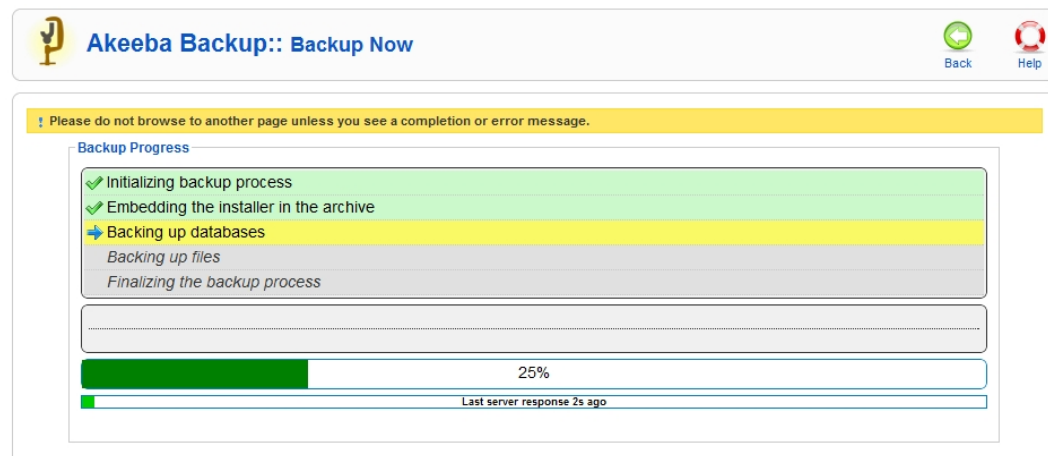 Akeeba Backup:: Backup Now
Back
Help
! Please do not browse to another page unless you see a completion or error message.
Backup Progress
Initializing backup process
Embedding the installer in the archive
Backing up databases
Backing up files
Finalizing the backup process
25%
Last server response 2s ago